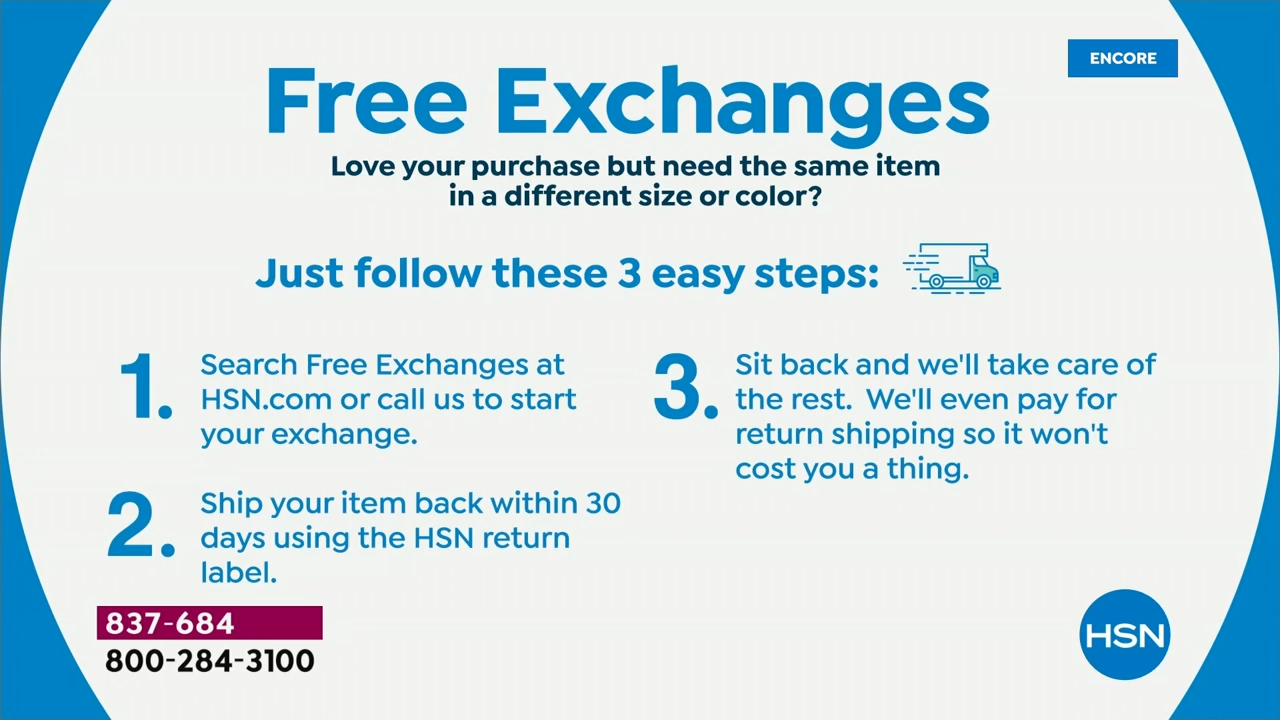 ENCORE
Free Exchanges
Love your purchase but need the same item
in a different size or color?
Just follow these 3 easy steps:
1. Search Free Exchanges at
HSN.com or call us to start
your exchange.
2. Ship your item back within 30
days using the HSN return
label.
3. Sit back and we'll take care of
the rest. We'll even pay for
return shipping so it won't
cost you a thing.
837-684
800-284-3100
HSN